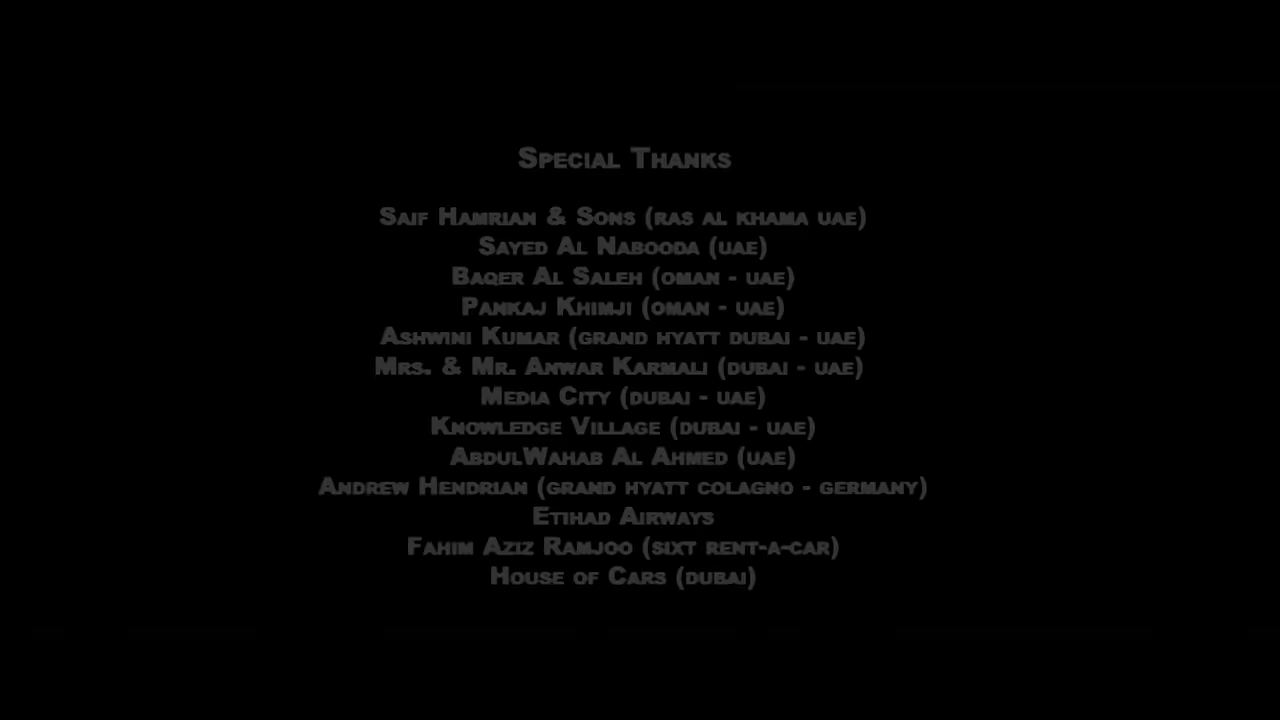 Special Thanks
Saif Hamrian & Sons (ras al khama uae)
Sayed Al Nabooda (uae)
Baqer Al Saleh (oman - uae)
Pankaj Khimji (oman - uae)
Ashwini Kumar (grand hyatt dubai - uae)
Mrs. & Mr. Anwar Karmali (dubai - uae)
Media City (dubai - uae)
Knowledge Village (dubai - uae)
AbdulWahab Al Ahmed (uae)
Andrew Hendrian (grand hyatt colagno - germany)
Etihad Airways
Fahim Aziz Ramjoo (sixt rent-a-car)
House of Cars (dubai)